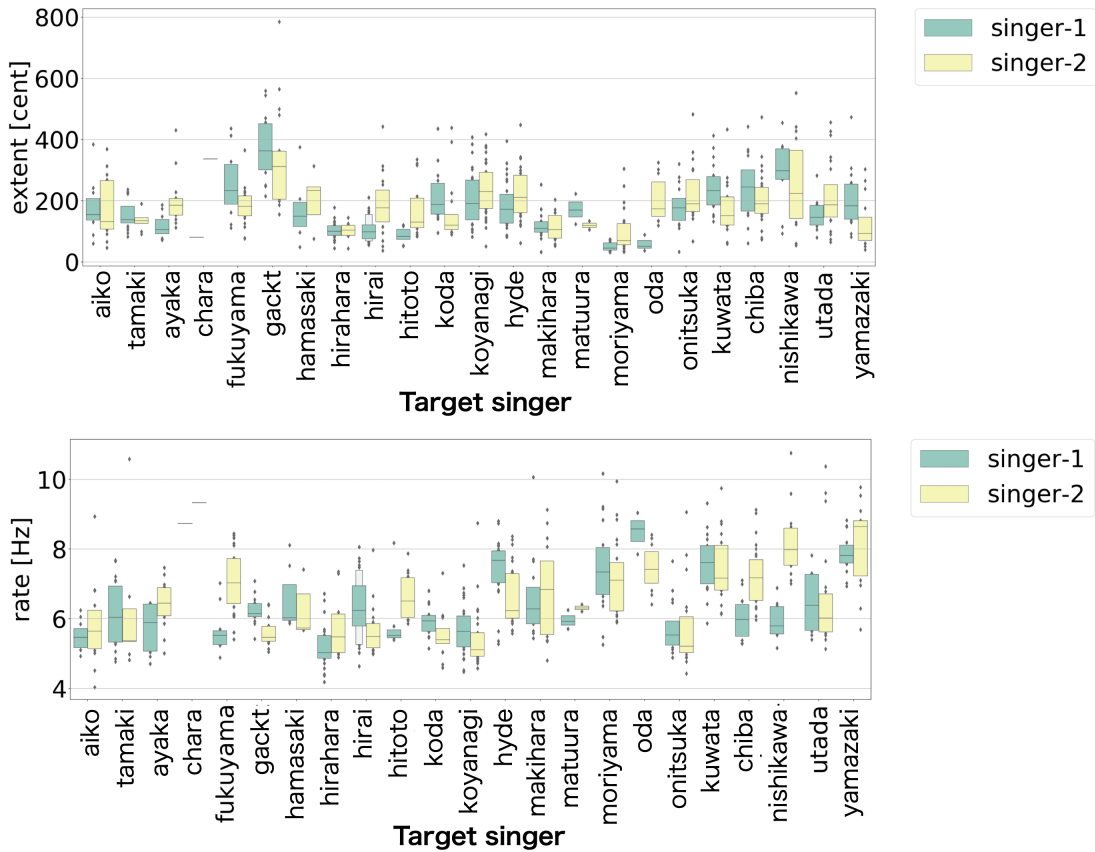 800
600
400
200
0
extent [cent]
singer-1
singer-2
aiko
tamaki
ayaka
chara
fukuyama
gackt
hamasaki
hirahara
hirai
hitoto
koda
koyanagi
hyde
makihara
matuura
moriyama
oda
onitsuka
kuwata
chiba
nishikawa
utada
yamazaki
Target singer
10
8
6
4
rate [Hz]
singer-1
singer-2
aiko
tamaki
ayaka
chara
fukuyama
gackt
hamasaki
hirahara
hirai
hitoto
koda
koyanagi
hyde
makihara
matuura
moriyama
oda
onitsuka
kuwata
chiba
nishikawa
utada
yamazaki
Target singer